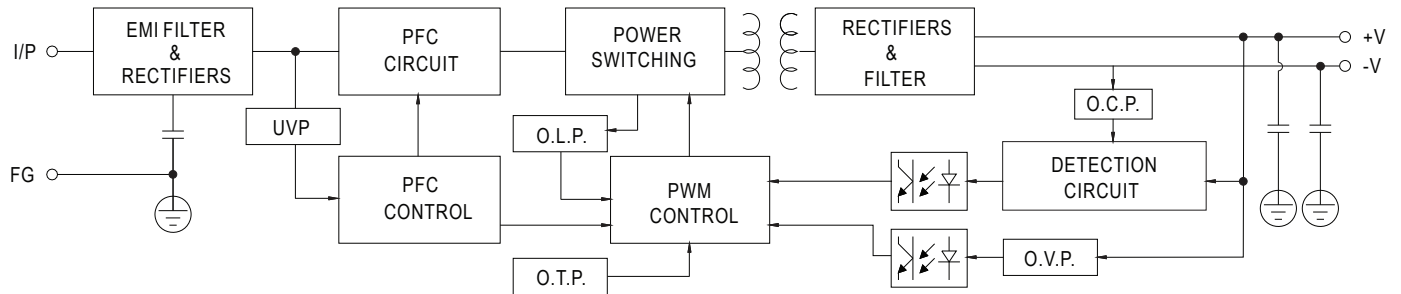 I/P
EMI FILTER
&
RECTIFIERS
PFC
CIRCUIT
POWER
SWITCHING
RECTIFIERS
&
FILTER
+V
-V
UVP
O.L.P.
O.C.P.
FG
PFC
CONTROL
PWM
CONTROL
DETECTION
CIRCUIT
O.T.P.
O.V.P.